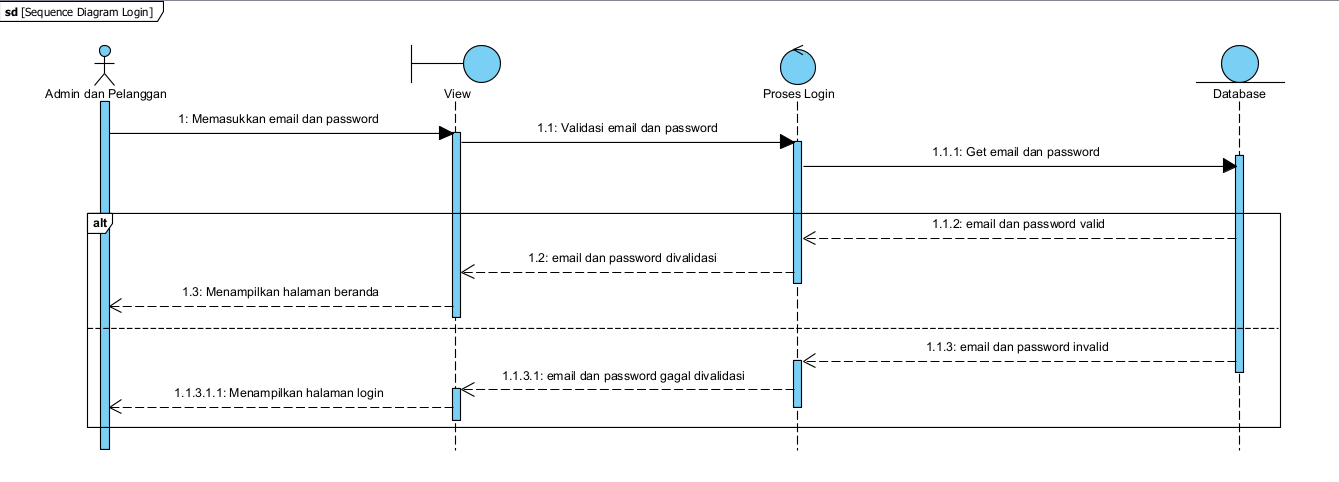 sd [Sequence Diagram Login]
Admin dan Pelanggan
View
Proses Login
Database
1: Memasukkan email dan password
1.1: Validasi email dan password
1.1.1: Get email dan password
alt
1.1.2: email dan password valid
1.2: email dan password divalidasi
1.3: Menampilkan halaman beranda
1.1.3: email dan password invalid
1.1.3.1: email dan password gagal divalidasi
1.1.3.1.1: Menampilkan halaman login